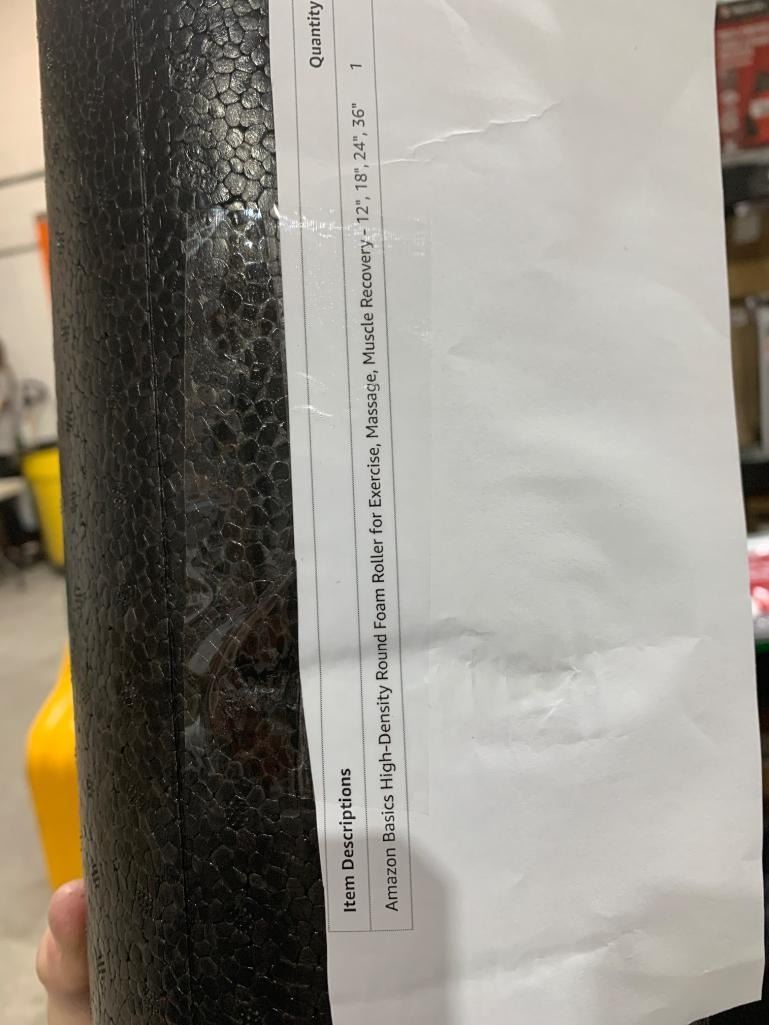 Item Descriptions Quantity
Amazon Basics High-Density Round Foam Roller for Exercise, Massage, Muscle Recovery - 12", 18", 24", 36" 1